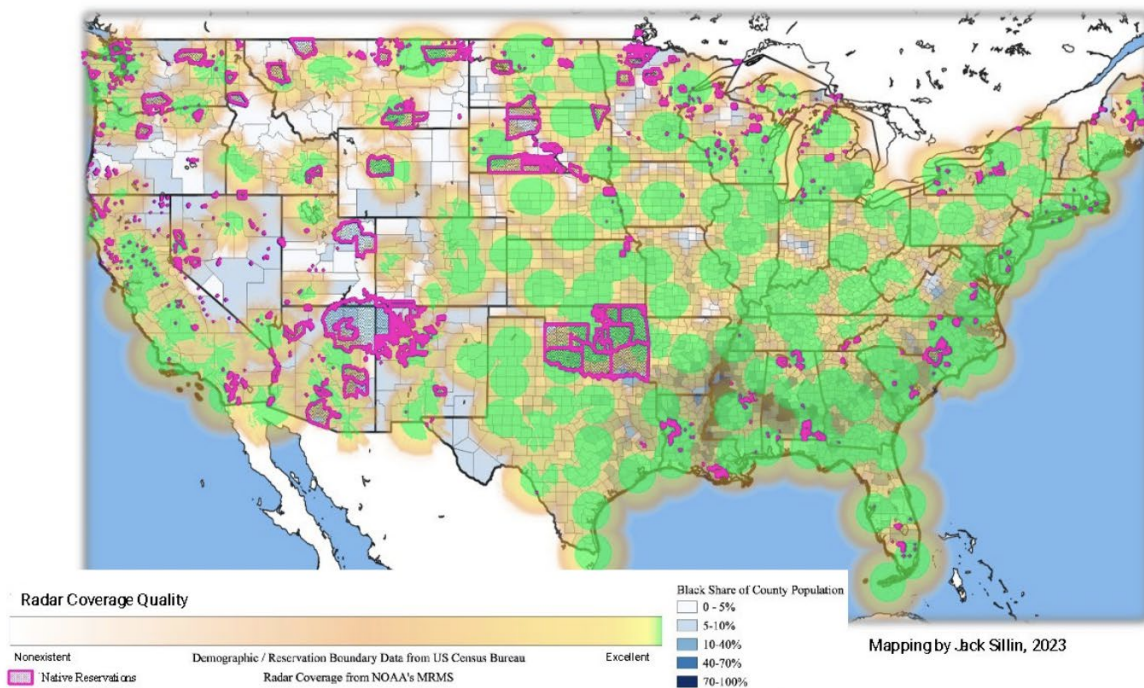 Radar Coverage Quality
Nonexistent
Demographic / Reservation Boundary Data from US Census Bureau
Excellent
Native Reservations
Radar Coverage from NOAA's MRMS
Black Share of County Population
0 - 5%
5-10%
10-40%
40-70%
70-100%
Mapping by Jack Sillin, 2023